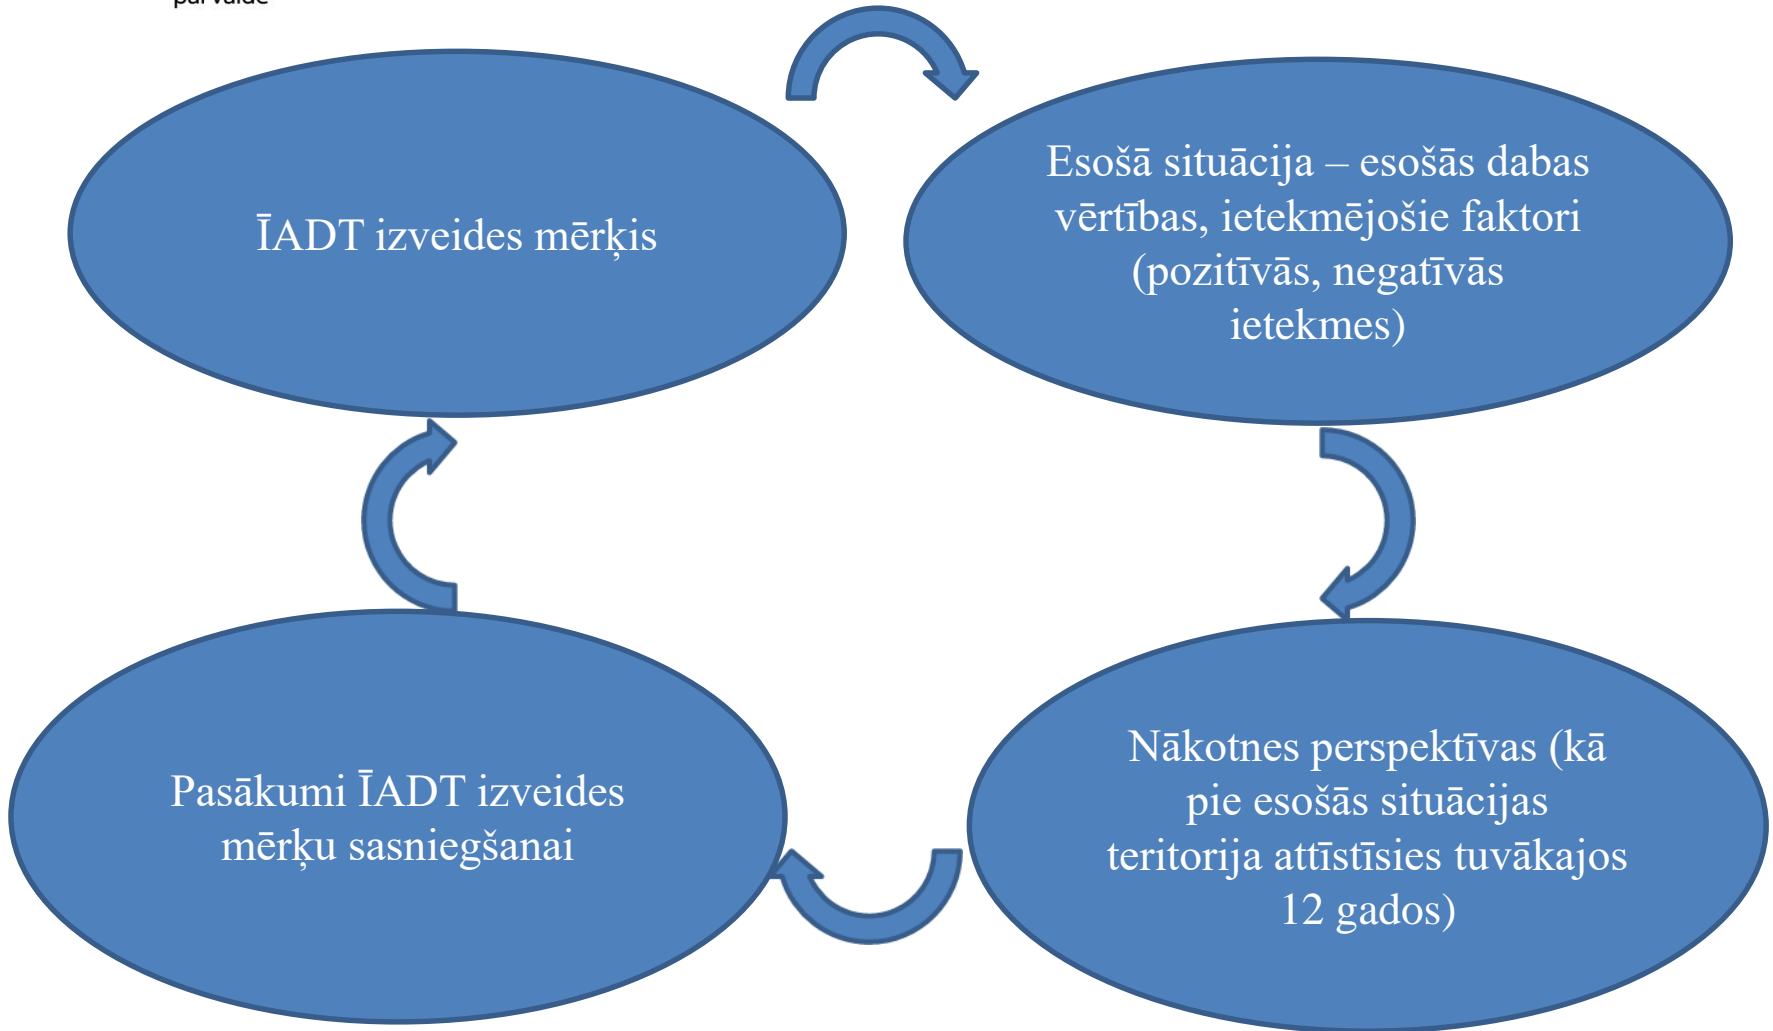 pārvalde
ĪADT izveides mērķis
Esošā situācija – esošās dabas
vērtības, ietekmējošie faktori
(pozitīvās, negatīvās
ietekmes)
Pasākumi ĪADT izveides
mērķu sasniegšanai
Nākotnes perspektīvas (kā
pie esošās situācijas
teritorija attīstīsies tuvākajos
12 gados)